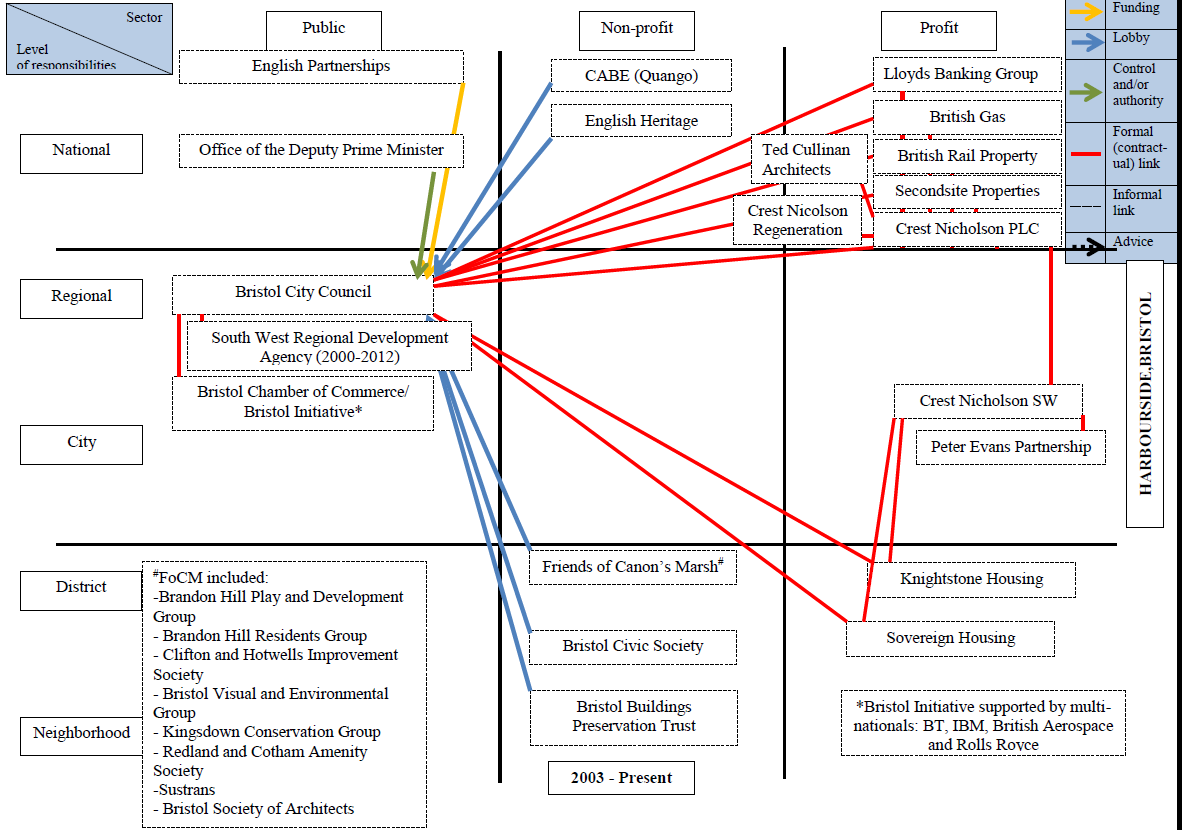 Sector
Level
of responsibilities
Public
Non-profit
Profit
Funding
Lobby
Control
and/or
authority
Formal
(contract-
ual) link
Informal
link
Advice
English Partnerships
CABE (Quango)
Lloyds Banking Group
English Heritage
British Gas
National
Office of the Deputy Prime Minister
Ted Cullinan
Architects
British Rail Property
Secondsite Properties
Crest Nicolson
Regeneration
Crest Nicholson PLC
Regional
Bristol City Council
South West Regional Development
Agency (2000-2012)
Bristol Chamber of Commerce/
Bristol Initiative*
City
Crest Nicholson SW
Peter Evans Partnership
HARBOURSIDE,BRISTOL
District
#FoCM included:
-Brandon Hill Play and Development
Group
- Brandon Hill Residents Group
- Clifton and Hotwells Improvement
Society
- Bristol Visual and Environmental
Group
- Kingsdown Conservation Group
- Redland and Cotham Amenity
Society
-Sustrans
- Bristol Society of Architects
Friends of Canon's Marsh#
Knightstone Housing
Bristol Civic Society
Sovereign Housing
Neighborhood
Bristol Buildings
Preservation Trust
*Bristol Initiative supported by multi-
nationals: BT, IBM, British Aerospace
and Rolls Royce
2003 - Present